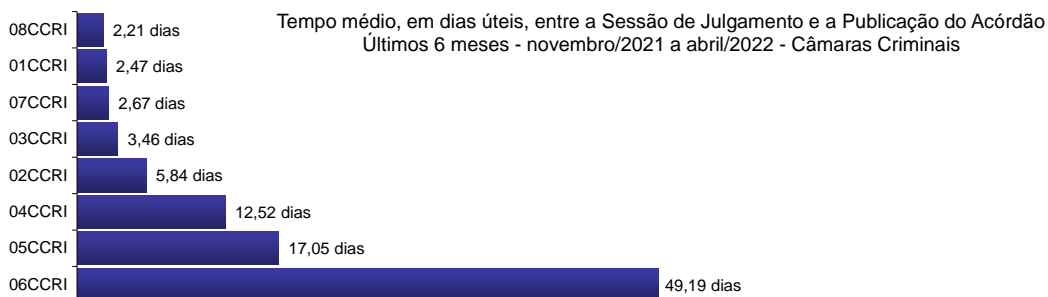 Tempo médio, em dias úteis, entre a Sessão de Julgamento e a Publicação do Acórdão
Últimos 6 meses - novembro/2021 a abril/2022 - Câmaras Criminais
08CCRI 2,21 dias
01CCRI 2,47 dias
07CCRI 2,67 dias
03CCRI 3,46 dias
02CCRI 5,84 dias
04CCRI 12,52 dias
05CCRI 17,05 dias
06CCRI 49,19 dias